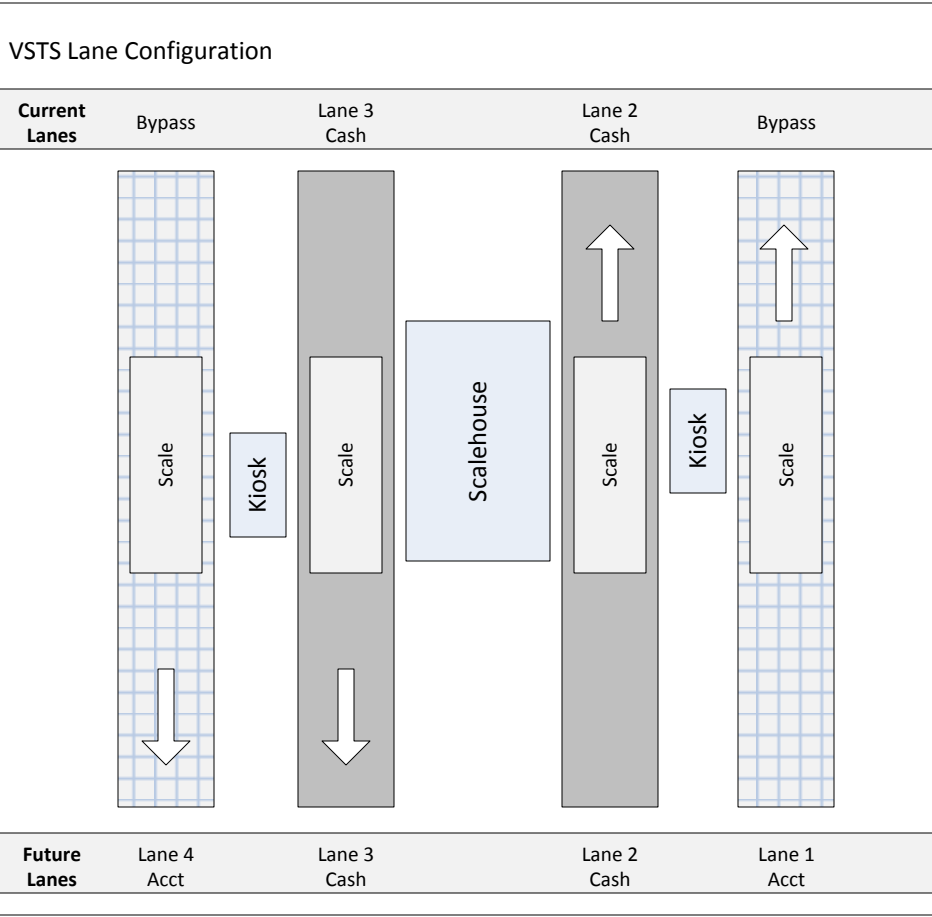 VSTS Lane Configuration
Current
Lanes
Bypass
Lane 3
Cash
Lane 2
Cash
Bypass
Scale
Kiosk
Scale
Scalehouse
Scale
Kiosk
Scale
Future
Lanes
Lane 4
Acct
Lane 3
Cash
Lane 2
Cash
Lane 1
Acct